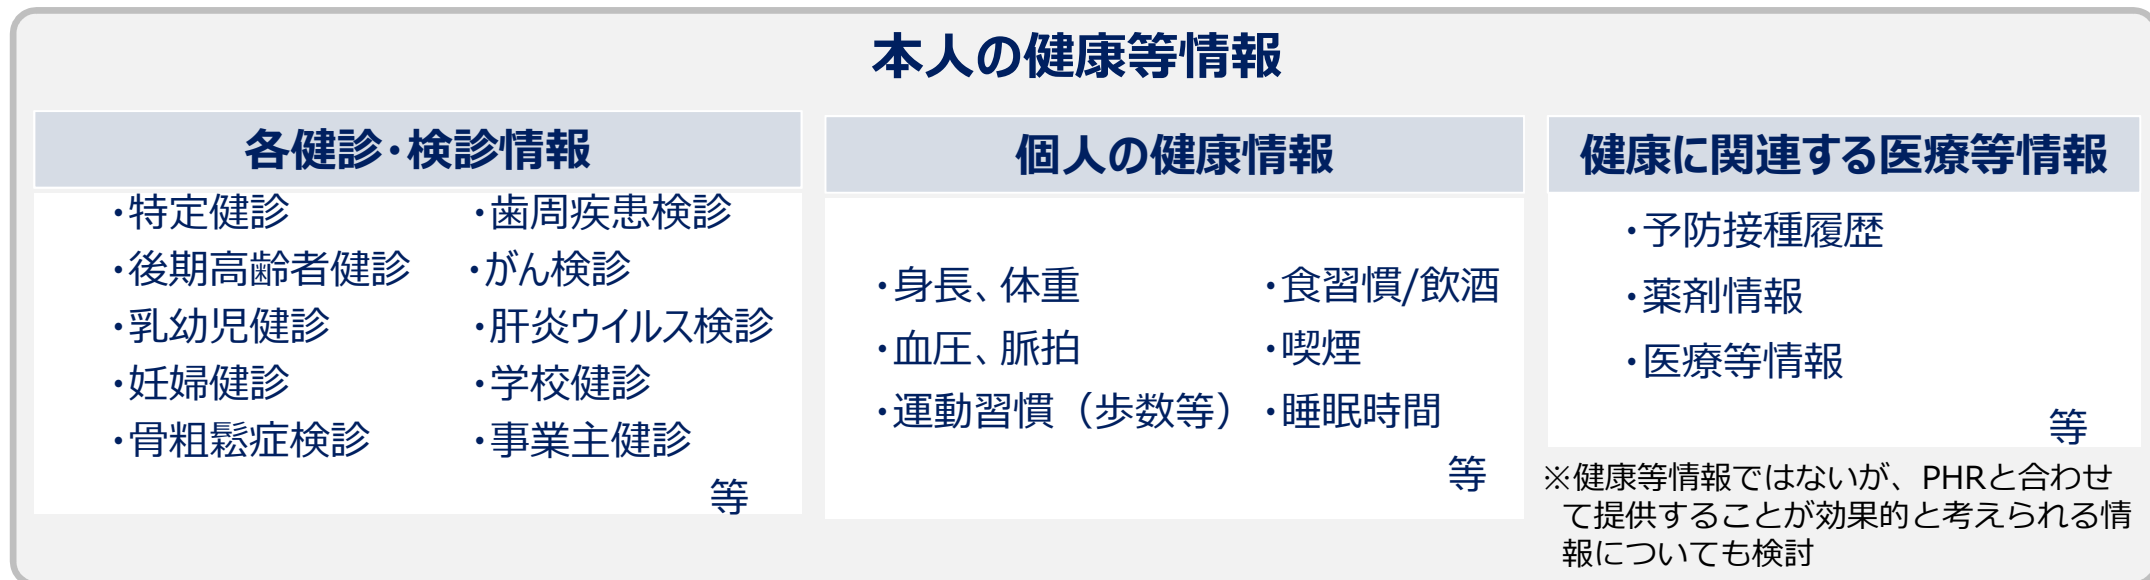 本人の健康等情報
各健診・検診情報
・特定健診
・歯周疾患検診
・後期高齢者健診
・がん検診
・乳幼児健診
・肝炎ウイルス検診
・妊婦健診
・学校健診
・骨粗鬆症検診
・事業主健診
等
個人の健康情報
・身長、体重
・食習慣/飲酒
・血圧、脈拍
・喫煙
・運動習慣（歩数等）
・睡眠時間
等
健康に関連する医療等情報
・予防接種履歴
・薬剤情報
・医療等情報
等
※健康等情報ではないが、PHRと合わせ
て提供することが効果的と考えられる情
報についても検討